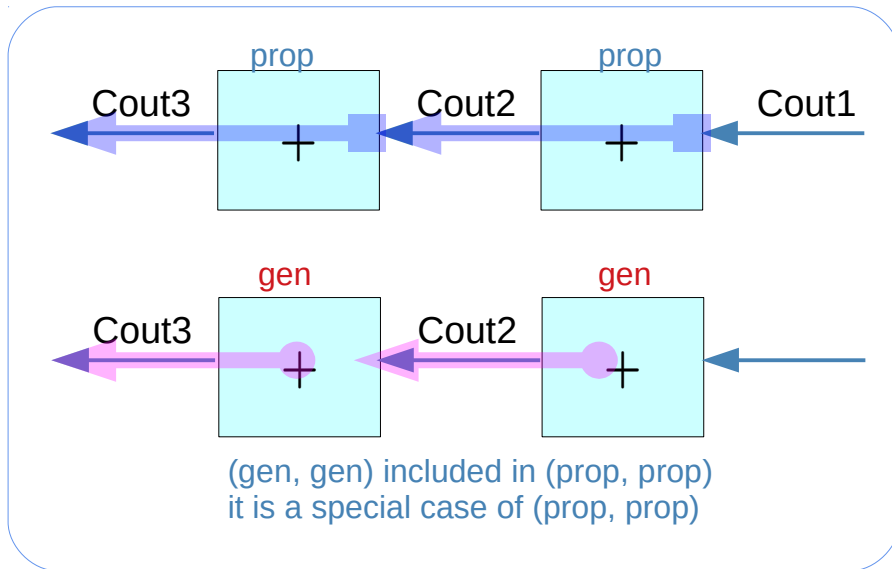 prop prop
Cout3 Cout2 Cout1
+ +
gen gen
Cout3 Cout2
+ +
(gen, gen) included in (prop, prop)
it is a special case of (prop, prop)